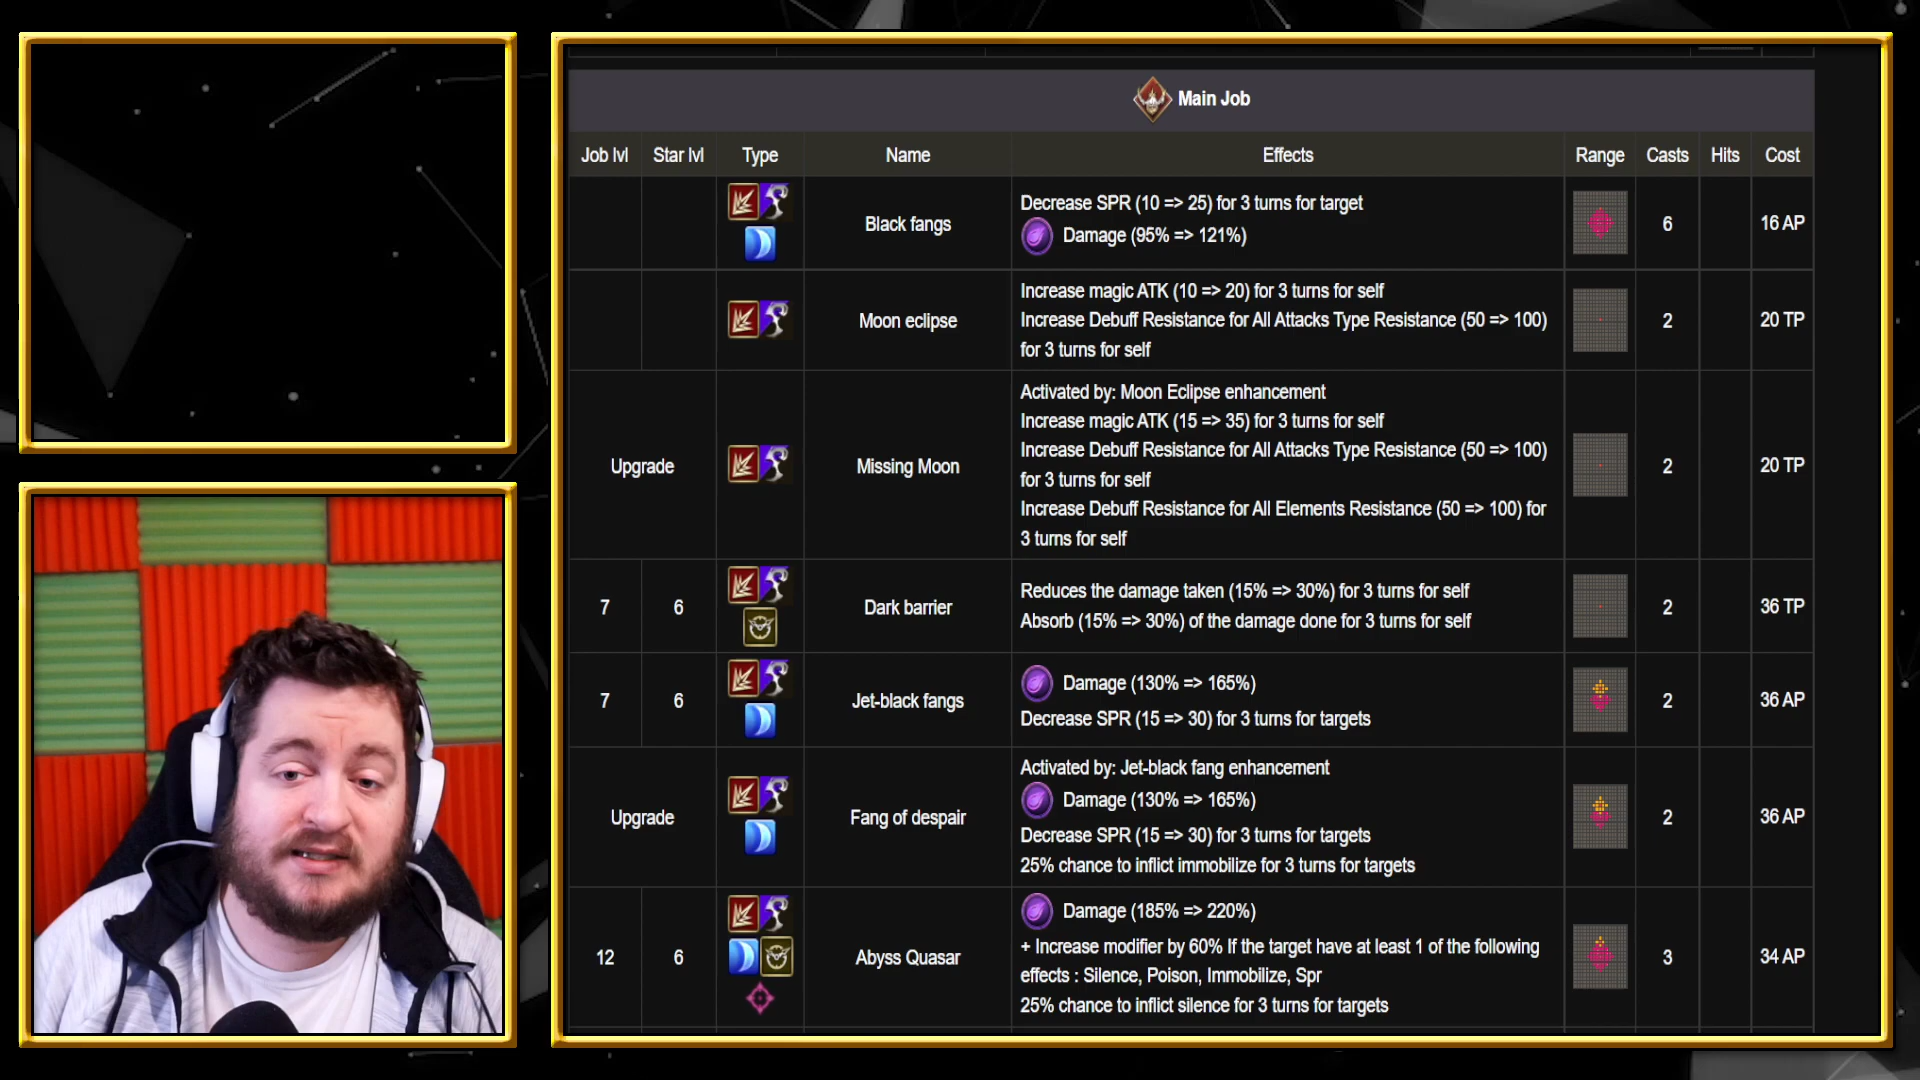 Main Job
Job lvl Star lvl Type Name Effects Range Casts Hits Cost
Black fangs
Decrease SPR (10 => 25) for 3 turns for target
Damage (95% => 121%)
6
16 AP
Moon eclipse
Increase magic ATK (10 => 20) for 3 turns for self
Increase Debuff Resistance for All Attacks Type Resistance (50 => 100)
for 3 turns for self
2
20 TP
Upgrade
Missing Moon
Activated by: Moon Eclipse enhancement
Increase magic ATK (15 => 35) for 3 turns for self
Increase Debuff Resistance for All Attacks Type Resistance (50 => 100)
for 3 turns for self
Increase Debuff Resistance for All Elements Resistance (50 => 100) for
3 turns for self
2
20 TP
7
6
Dark barrier
Reduces the damage taken (15% => 30%) for 3 turns for self
Absorb (15% => 30%) of the damage done for 3 turns for self
2
36 TP
7
6
Jet-black fangs
Damage (130% => 165%)
Decrease SPR (15 => 30) for 3 turns for targets
2
36 AP
Upgrade
Fang of despair
Activated by: Jet-black fang enhancement
Damage (130% => 165%)
Decrease SPR (15 => 30) for 3 turns for targets
25% chance to inflict immobilize for 3 turns for targets
2
36 AP
12
6
Abyss Quasar
Damage (185% => 220%)
+ Increase modifier by 60% If the target have at least 1 of the following
effects : Silence, Poison, Immobilize, Spr
25% chance to inflict silence for 3 turns for targets
3
34 AP